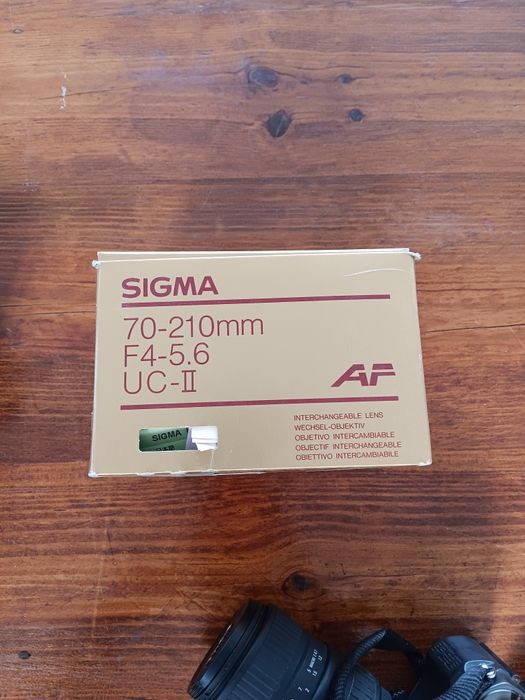 SIGMA
70-210mm
F4-5.6
UC-II
AF
INTERCHANGEABLE LENS
WECHSEL-OBJEKTIV
OBJETIVO INTERCAMBIABLE
OBJECTIF INTERCHANGEABLE
OBIETTIVO INTERCAMBIABILE
SIGMA